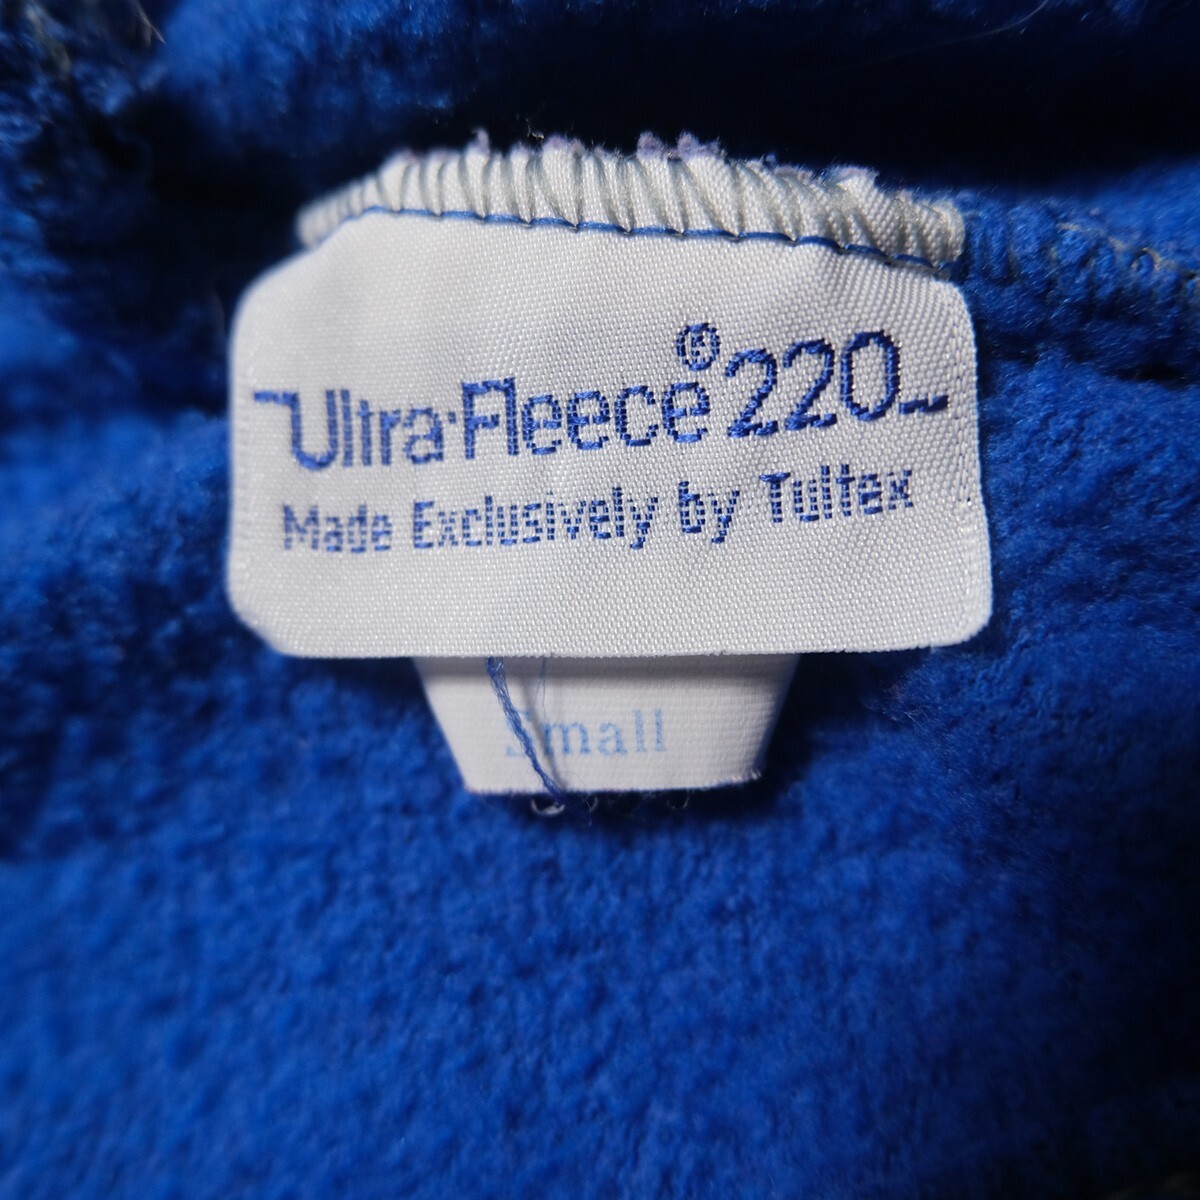 Ultra·Fleece® 220
Made Exclusively by Tultex
Small